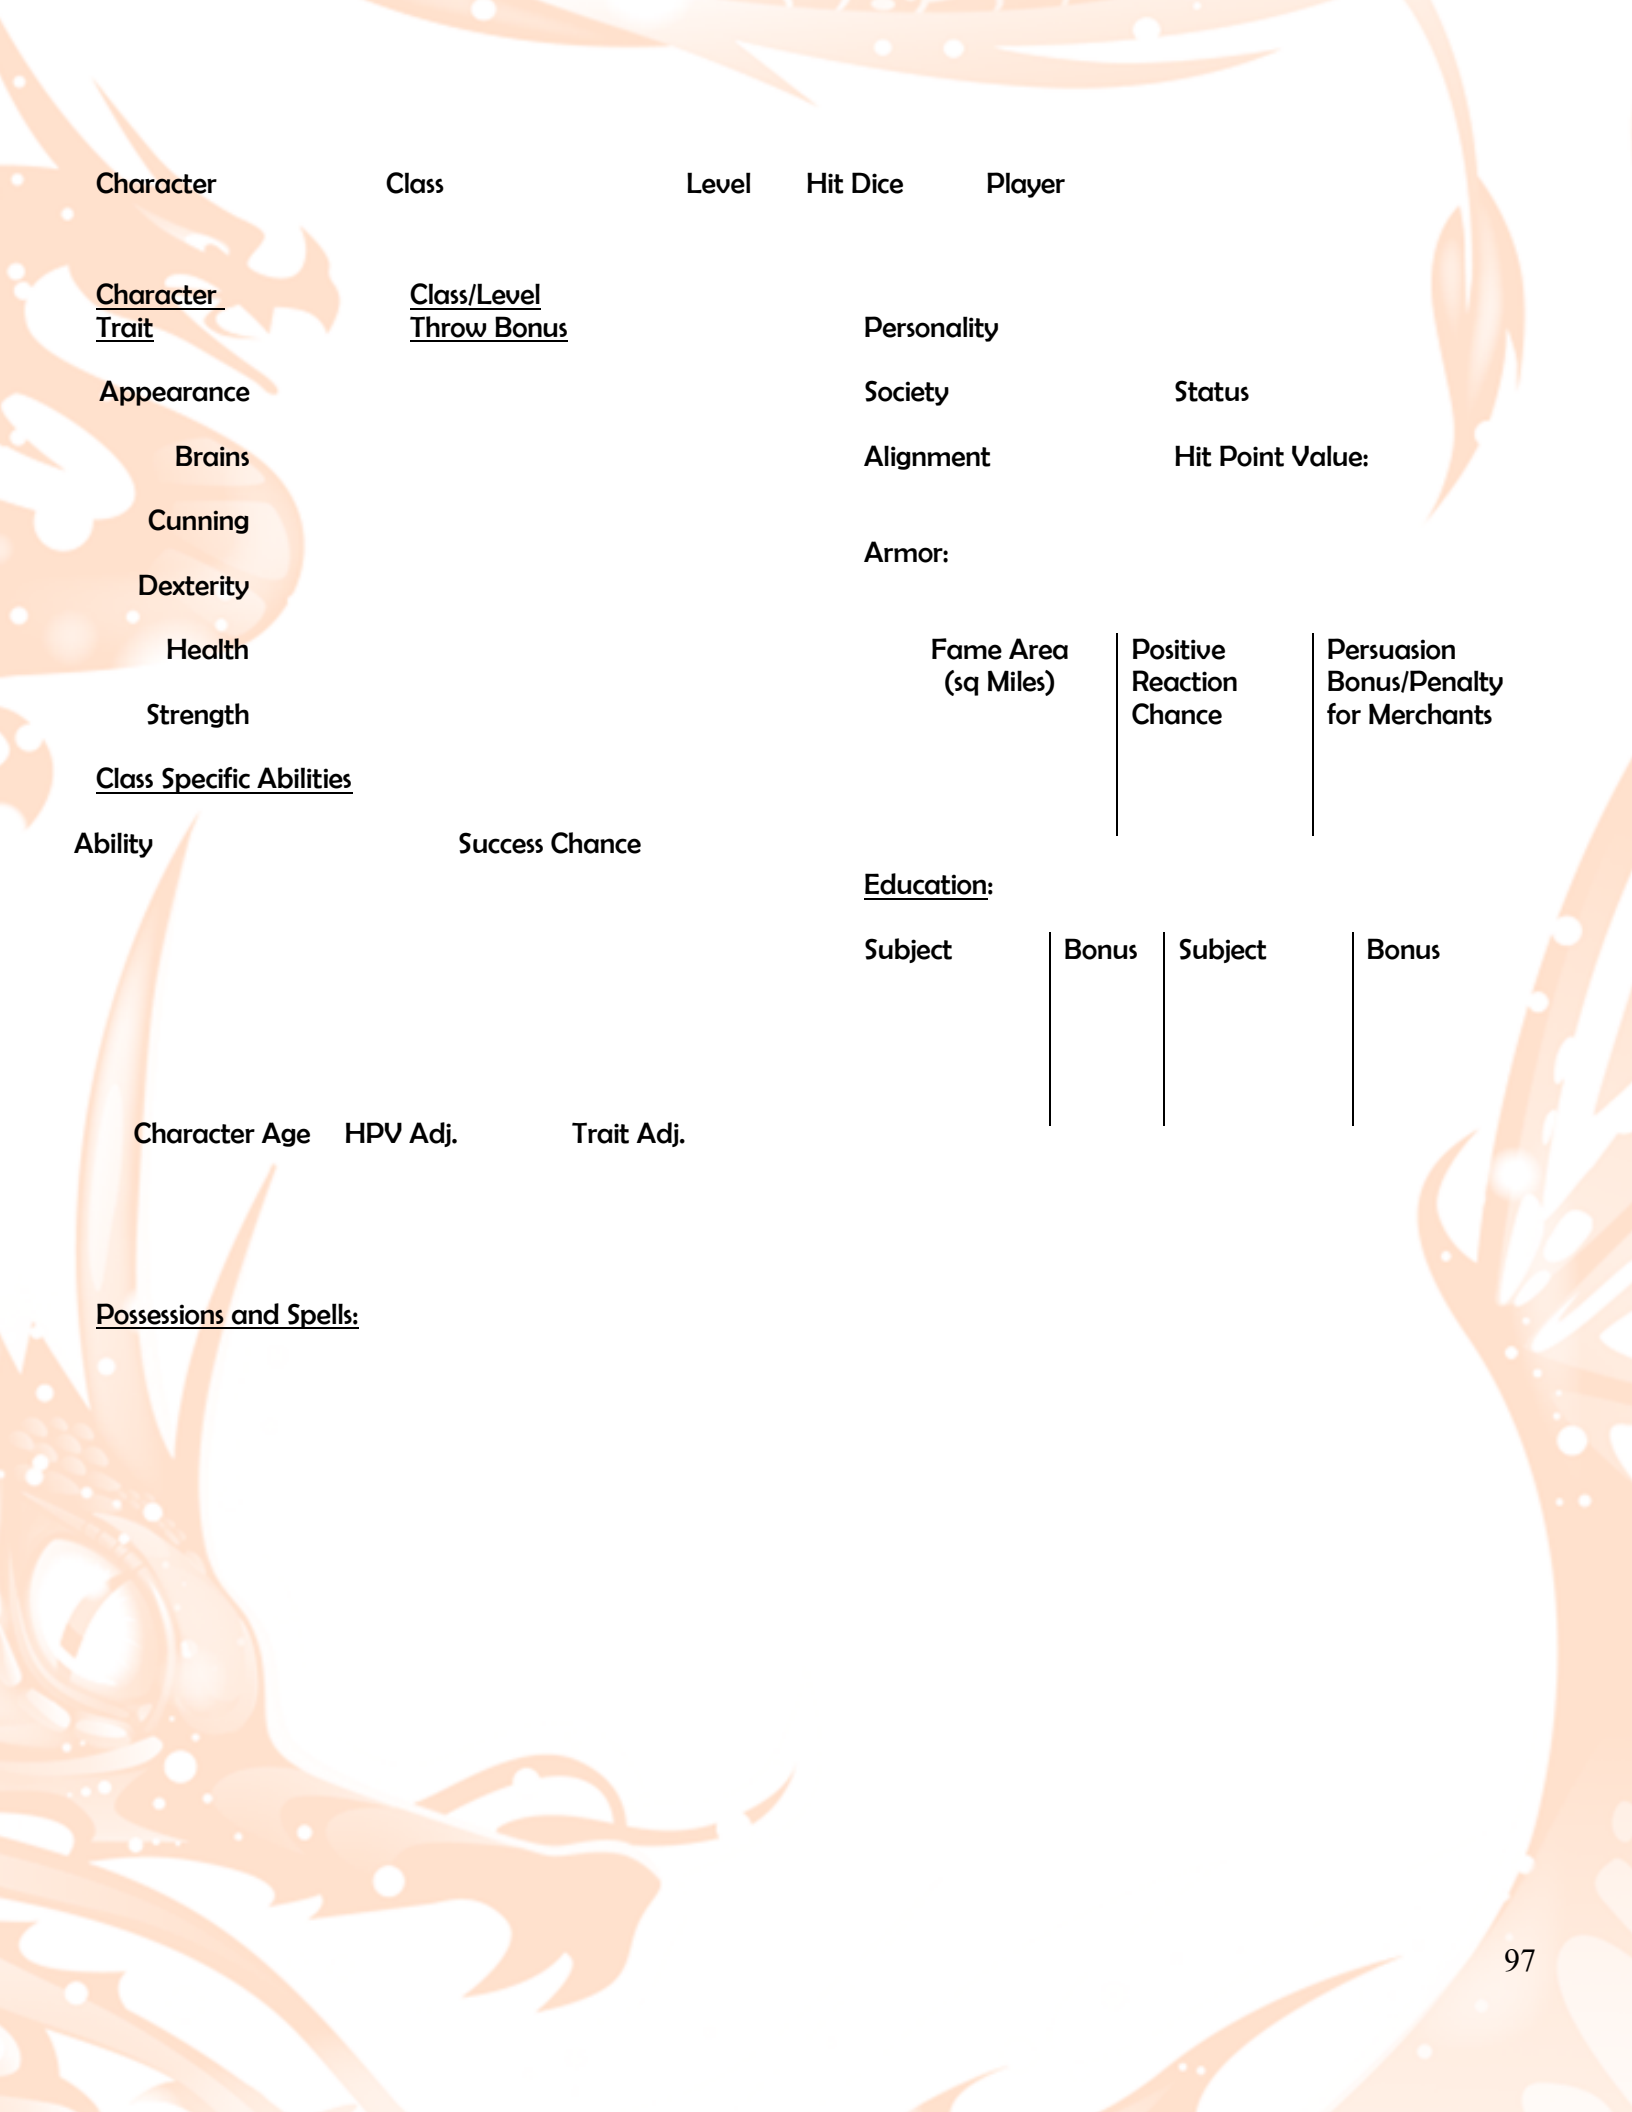 Character Class Level Hit Dice Player
Character Class/Level
Trait Throw Bonus Personality
Appearance Society Status
Brains Alignment Hit Point Value:
Cunning
Armor:
Dexterity
Health Fame Area Positive Persuasion
(sq Miles) Reaction Bonus/Penalty
Strength Chance for Merchants
Class Specific Abilities
Ability Success Chance
Education:
Subject Bonus Subject Bonus
Character Age HPV Adj. Trait Adj.
Possessions and Spells:
97